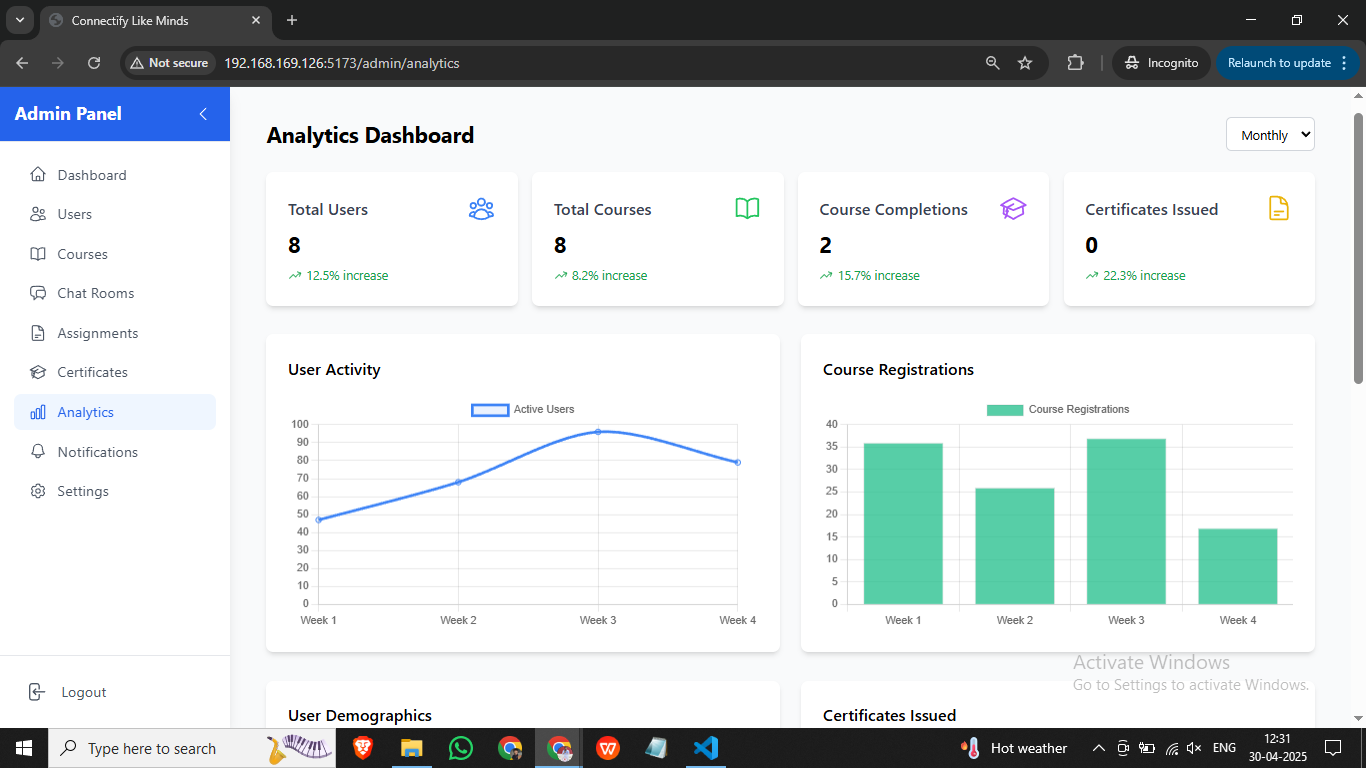 Connectify Like Minds
Not secure
192.168.169.126:5173/admin/analytics
Incognito
Relaunch to update
Admin Panel
Dashboard
Users
Courses
Chat Rooms
Assignments
Certificates
Analytics
Notifications
Settings
Logout
Analytics Dashboard
Monthly
Total Users
8
12.5% increase
Total Courses
8
8.2% increase
Course Completions
2
15.7% increase
Certificates Issued
0
22.3% increase
User Activity
Active Users
100
90
80
70
60
50
40
30
20
10
0
Week 1 Week 2 Week 3 Week 4
Course Registrations
Course Registrations
40
35
30
25
20
15
10
5
0
Week 1 Week 2 Week 3 Week 4
User Demographics
Certificates Issued
Activate Windows
Go to Settings to activate Windows.
Type here to search
Hot weather
ENG
12:31
30-04-2025